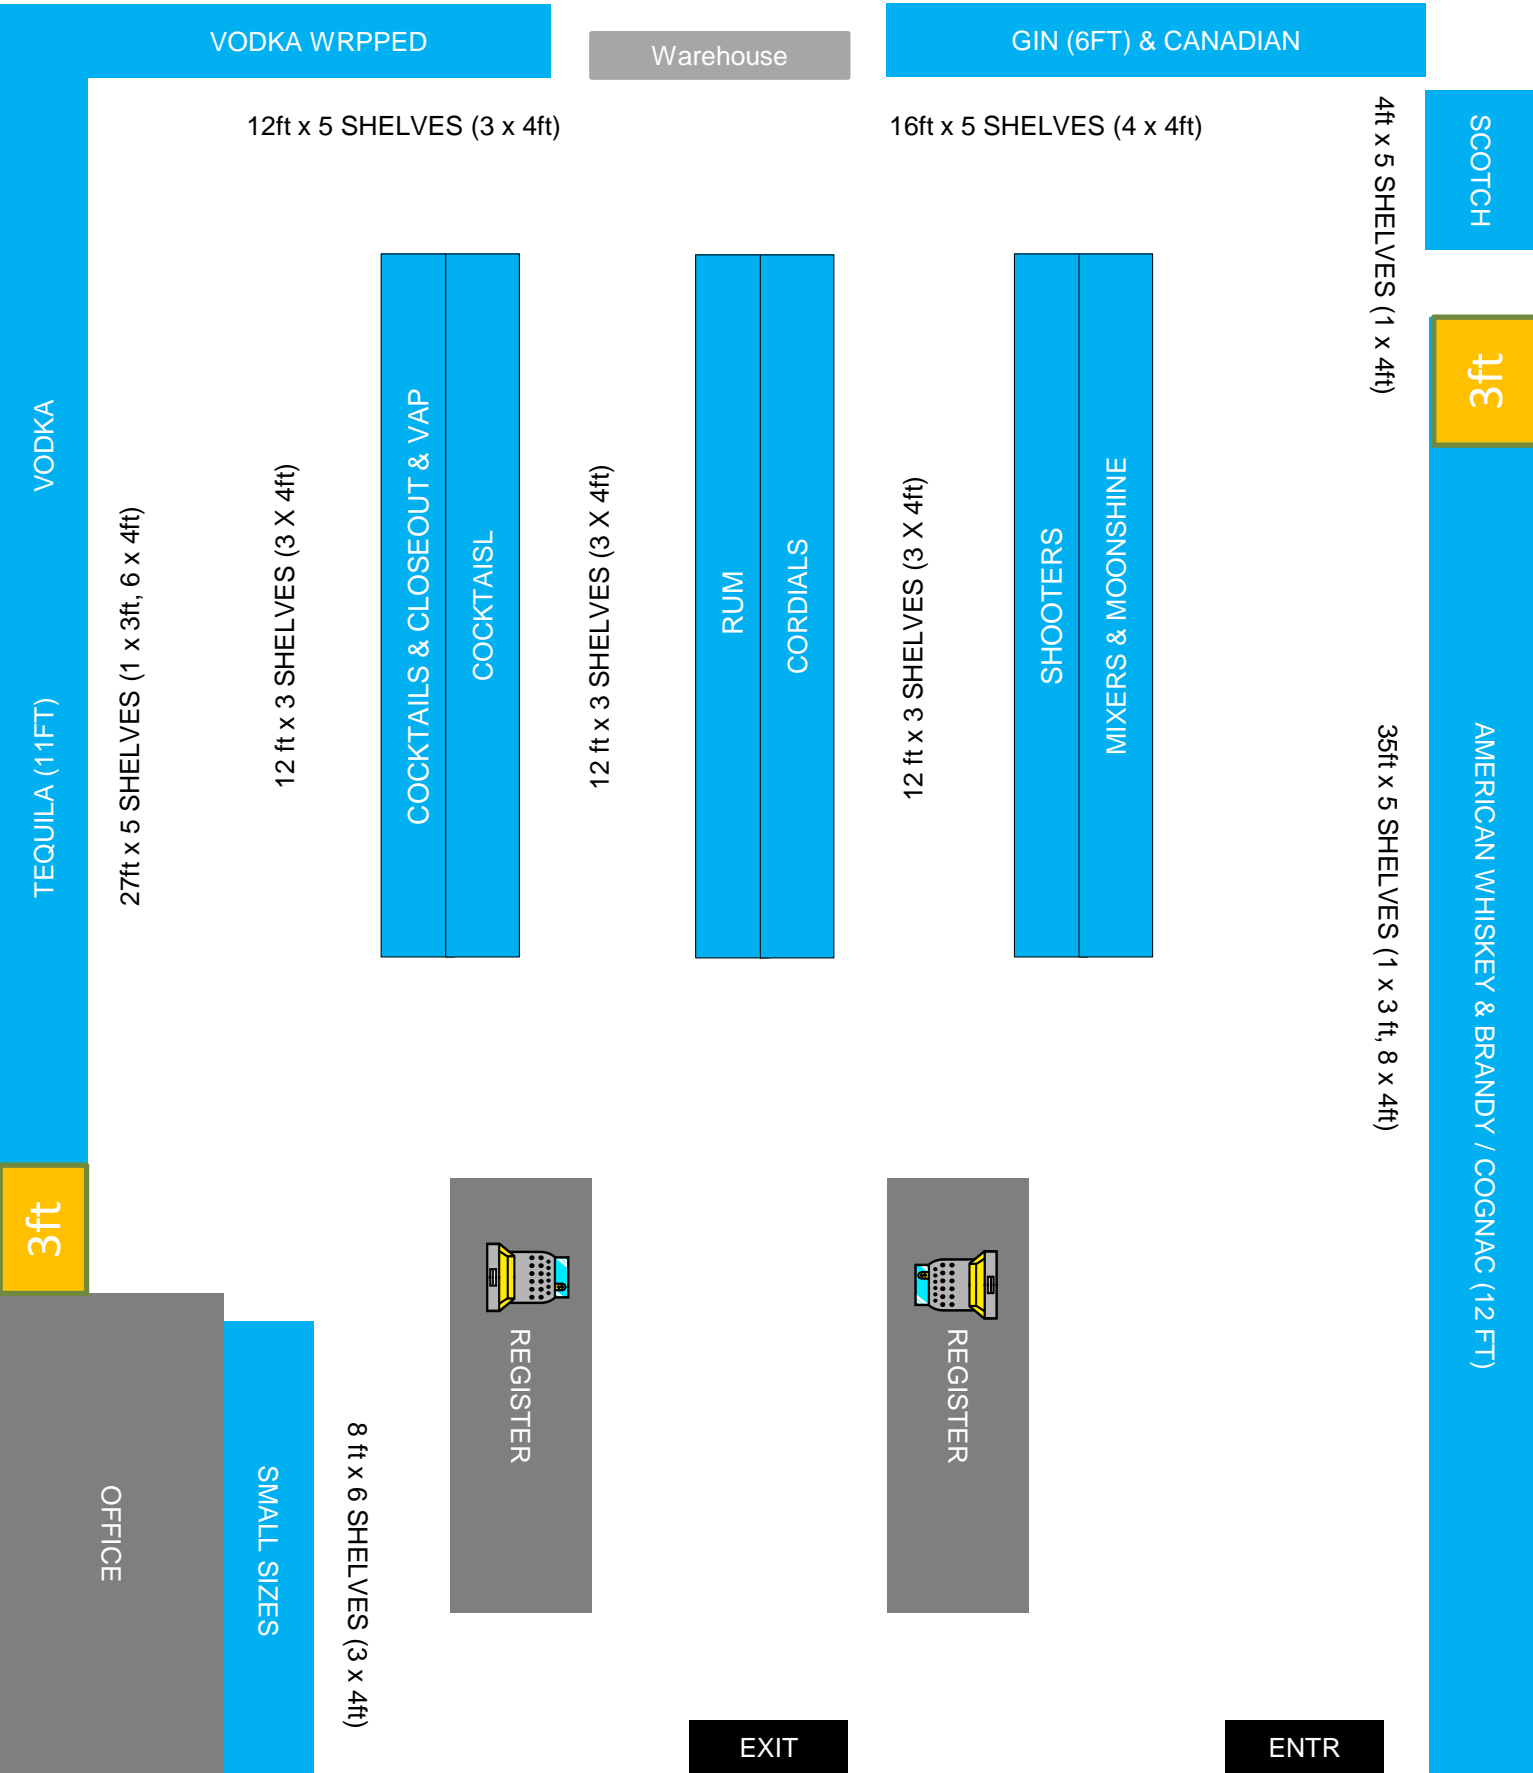 VODKA WRPPED
Warehouse
GIN (6FT) & CANADIAN
12ft x 5 SHELVES (3 x 4ft)
16ft x 5 SHELVES (4 x 4ft)
4ft x 5 SHELVES (1 x 4ft)
SCOTCH
3ft
VODKA
TEQUILA (11FT)
27ft x 5 SHELVES (1 x 3ft, 6 x 4ft)
12 ft x 3 SHELVES (3 X 4ft)
COCKTAILS & CLOSEOUT & VAP
COCKTAISL
12 ft x 3 SHELVES (3 X 4ft)
RUM
CORDIALS
12 ft x 3 SHELVES (3 X 4ft)
SHOOTERS
MIXERS & MOONSHINE
35ft x 5 SHELVES (1 x 3 ft, 8 x 4ft)
AMERICAN WHISKEY & BRANDY / COGNAC (12 FT)
3ft
REGISTER
REGISTER
OFFICE
SMALL SIZES
8 ft x 6 SHELVES (3 x 4ft)
EXIT
ENTR